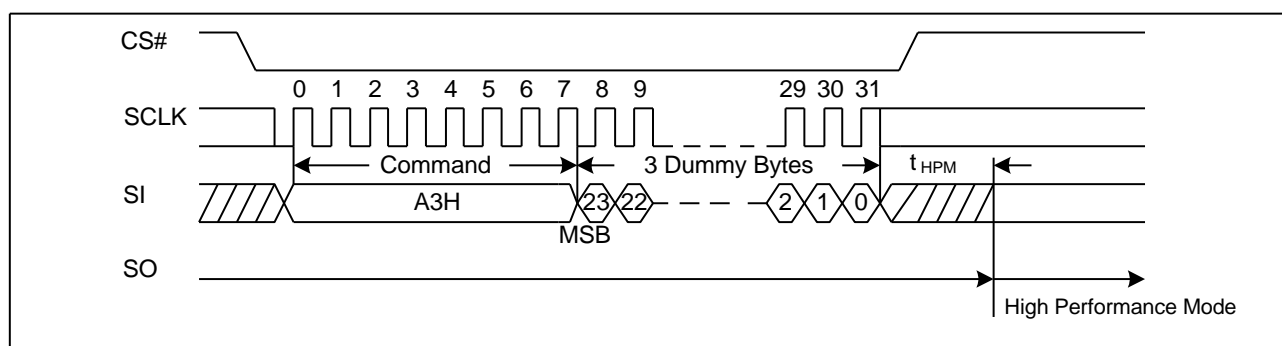 CS#
0 1 2 3 4 5 6 7 8 9 29 30 31
SCLK
Command 3 Dummy Bytes tHPM
SI A3H 23 22 2 1 0
MSB
SO
High Performance Mode